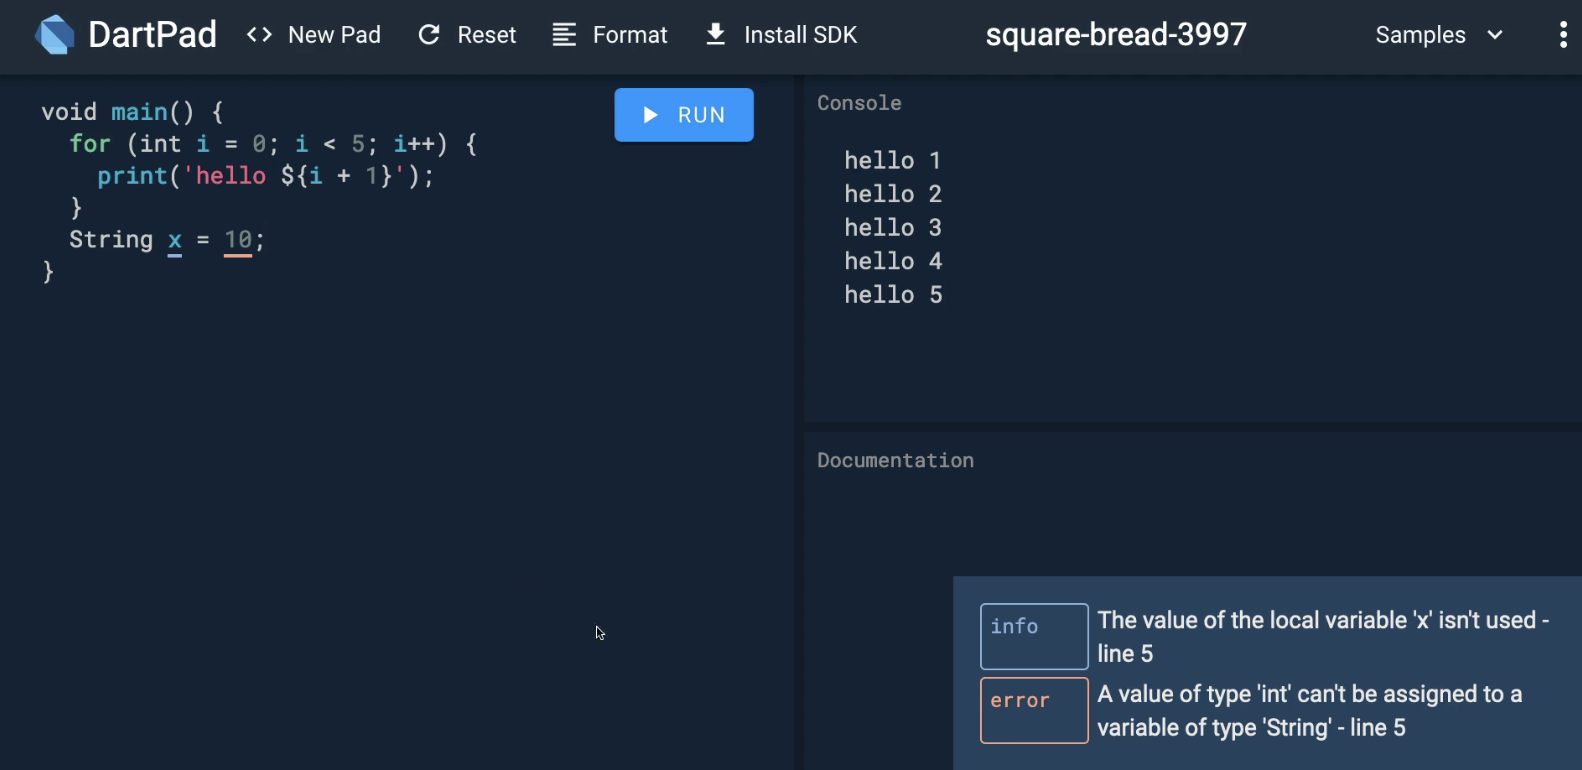 DartPad <> New Pad Reset Format Install SDK square-bread-3997 Samples
void main() {
  for (int i = 0; i < 5; i++) {
    print('hello ${i + 1}');
  }
  String x = 10;
}
RUN
Console
hello 1
hello 2
hello 3
hello 4
hello 5
Documentation
info The value of the local variable 'x' isn't used -
line 5
error A value of type 'int' can't be assigned to a
variable of type 'String' - line 5